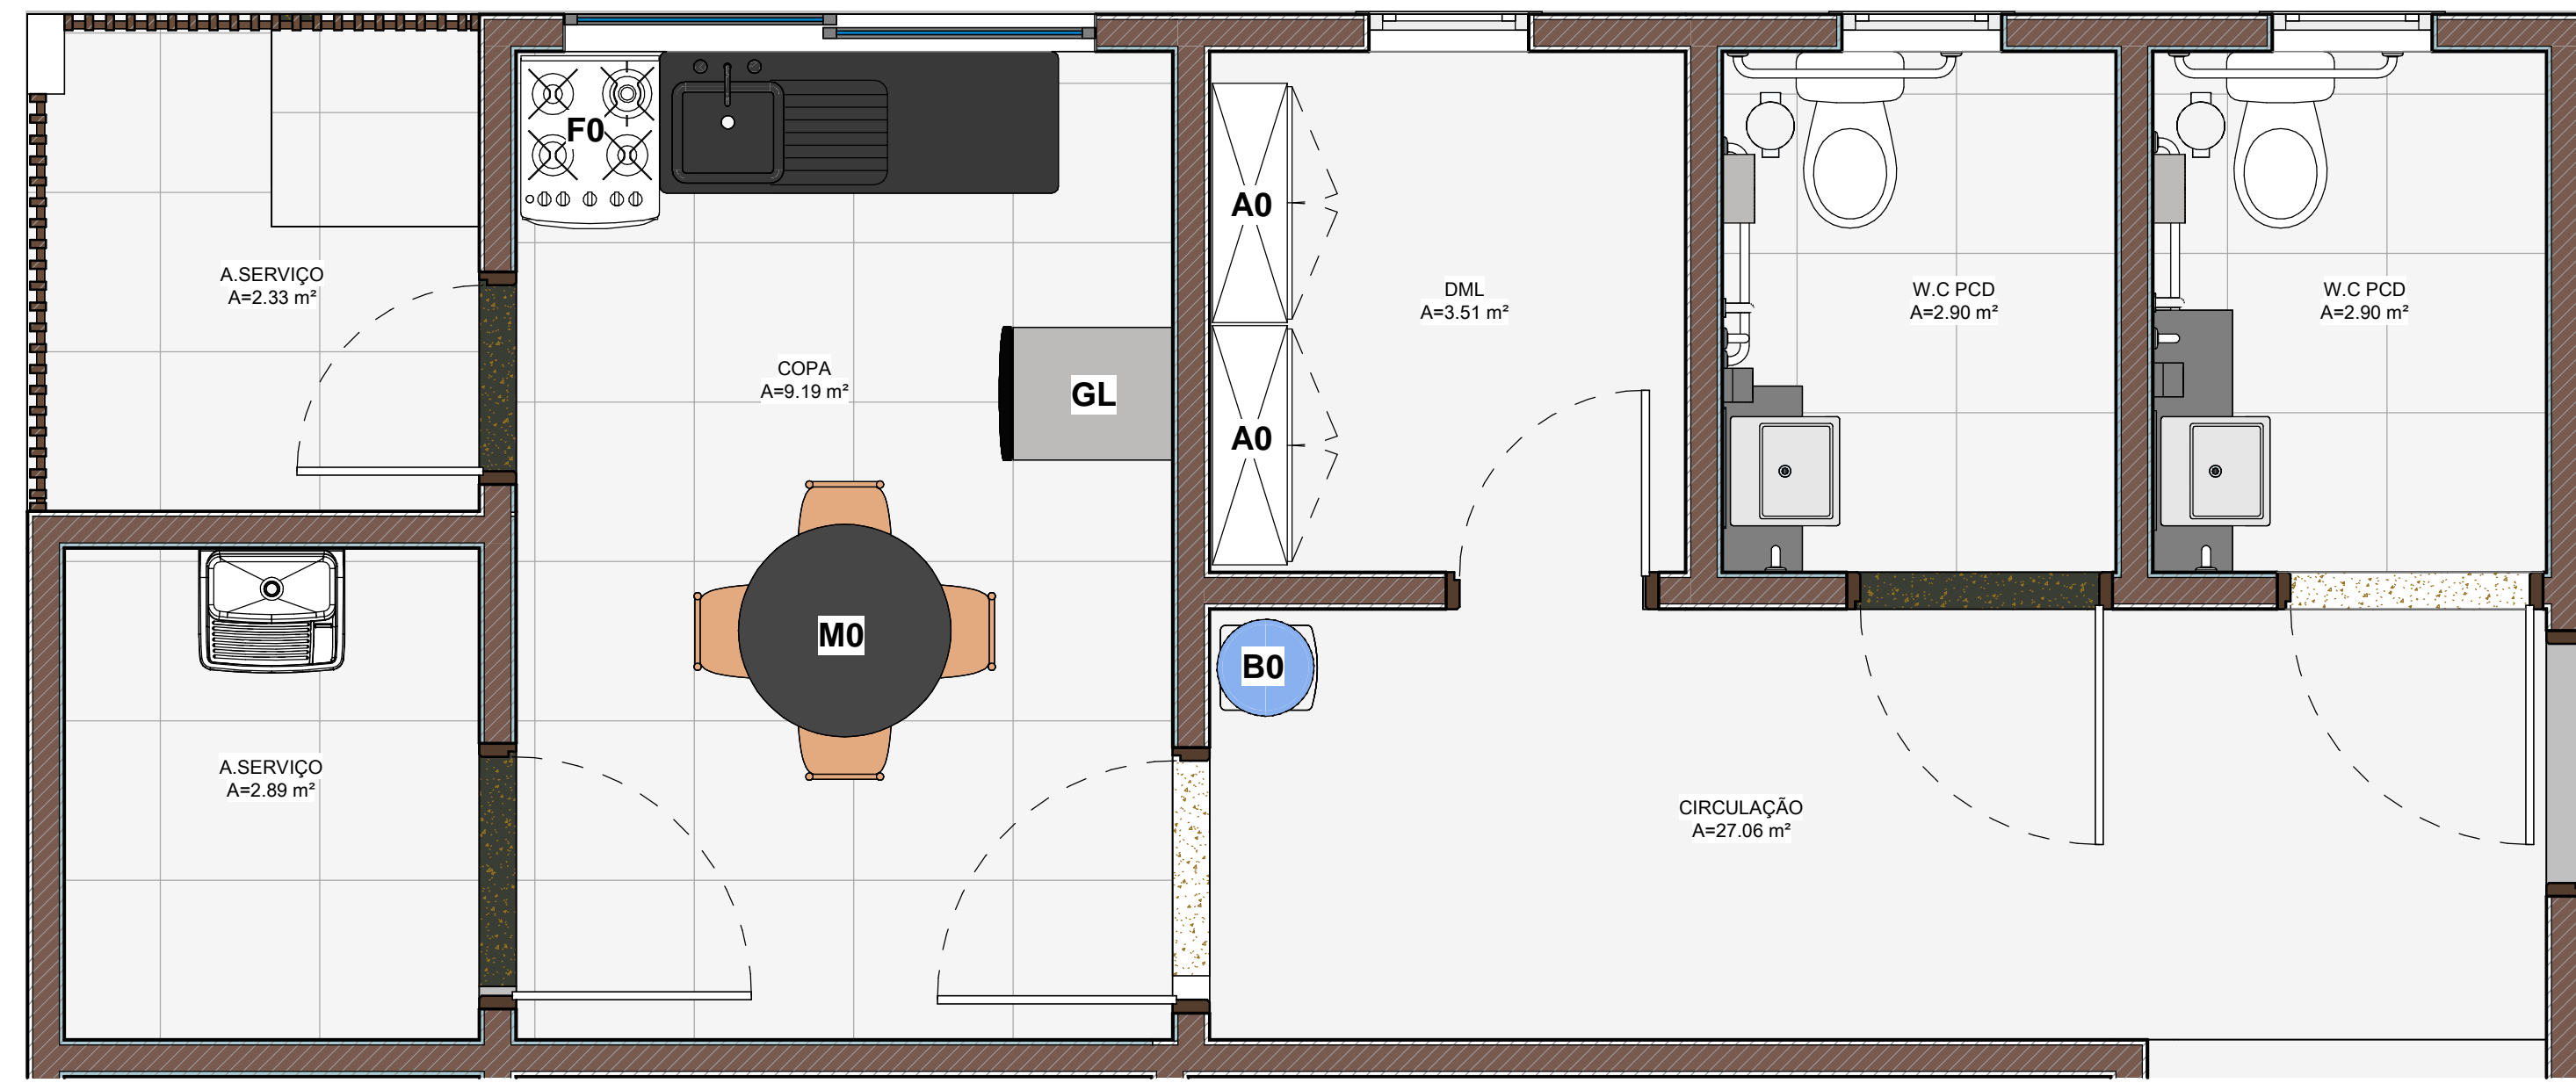 F0
A0
A.SERVIÇO
A=2.33 m²
DML
A=3.51 m²
W.C PCD
A=2.90 m²
W.C PCD
A=2.90 m²
COPA
A=9.19 m²
GL
A0
M0
B0
A.SERVIÇO
A=2.89 m²
CIRCULAÇÃO
A=27.06 m²